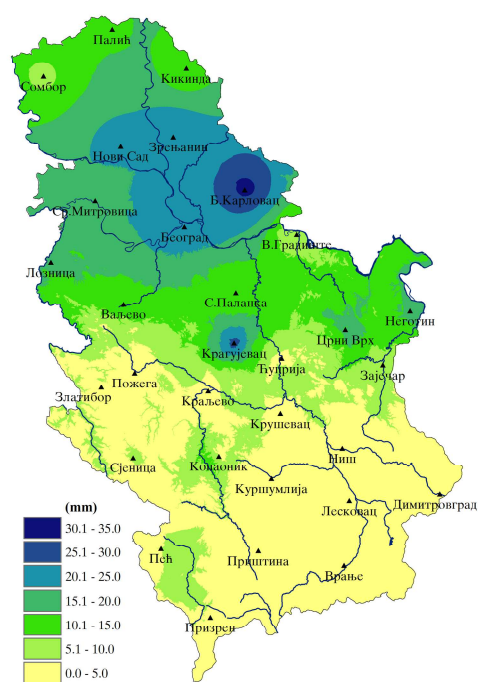 Палић
Кикинда
Сомбор
Зрењанин
Нови Сад
Б.Карловац
Ср.Митровица
Београд
В.Градиште
Лозница
С.Паланка
Ваљево
Неготин
Црни Врх
Крагујевац
Ћуприја
Зајечар
Пожега
Златибор
Краљево
Крушевац
Ниш
Сјеница
Копаоник
Куршумлија
Димитровград
Лесковац
(mm)
30.1 - 35.0
25.1 - 30.0
20.1 - 25.0
15.1 - 20.0
10.1 - 15.0
5.1 - 10.0
0.0 - 5.0
Пећ
Приштина
Врање
Призрен